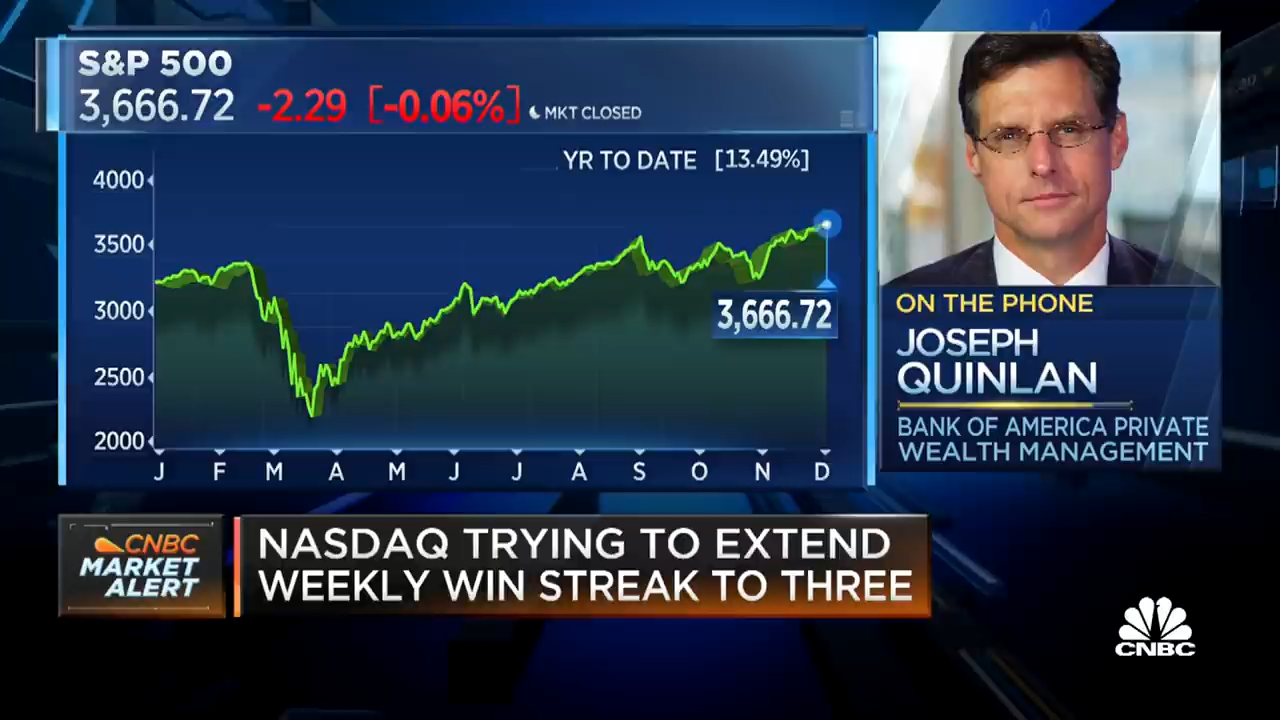 S&P 500
3,666.72 -2.29 [-0.06%] MKT CLOSED
YR TO DATE [13.49%]
4000
3500
3000
2500
2000
3,666.72
J F M A M J J A S O N D
ON THE PHONE
JOSEPH
QUINLAN
BANK OF AMERICA PRIVATE
WEALTH MANAGEMENT
CNBC
MARKET
ALERT
NASDAQ TRYING TO EXTEND
WEEKLY WIN STREAK TO THREE
CNBC